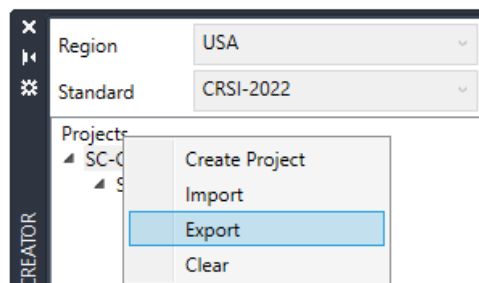 Region USA
Standard CRSI-2022
Projects
Create Project
Import
Export
Clear
CREATOR